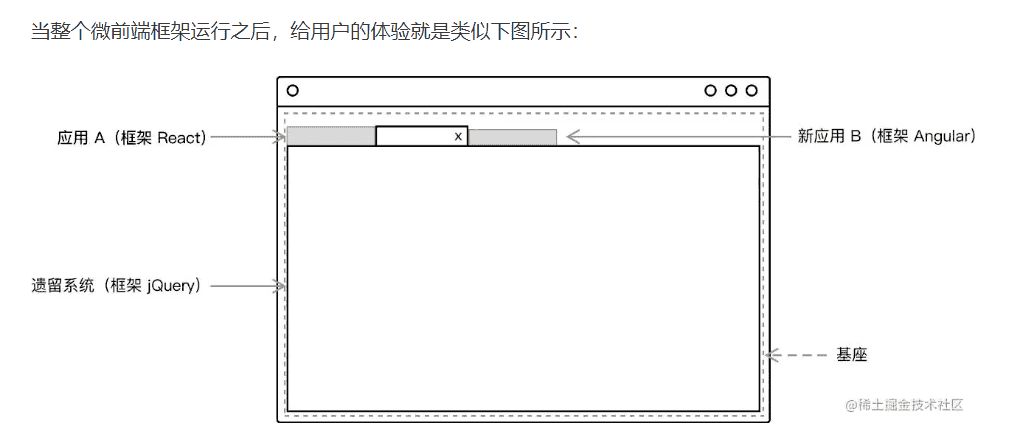 当整个微前端框架运行之后，给用户的体验就是类似下图所示：
应用 A（框架 React）
x
新应用 B（框架 Angular）
遗留系统（框架 jQuery）
基座
@稀土掘金技术社区